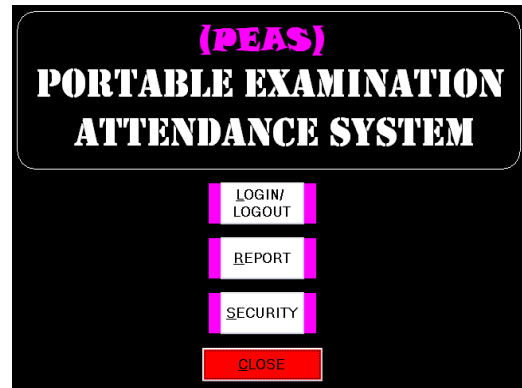 (PEAS)
PORTABLE EXAMINATION
ATTENDANCE SYSTEM
LOGIN/
LOGOUT
REPORT
SECURITY
CLOSE